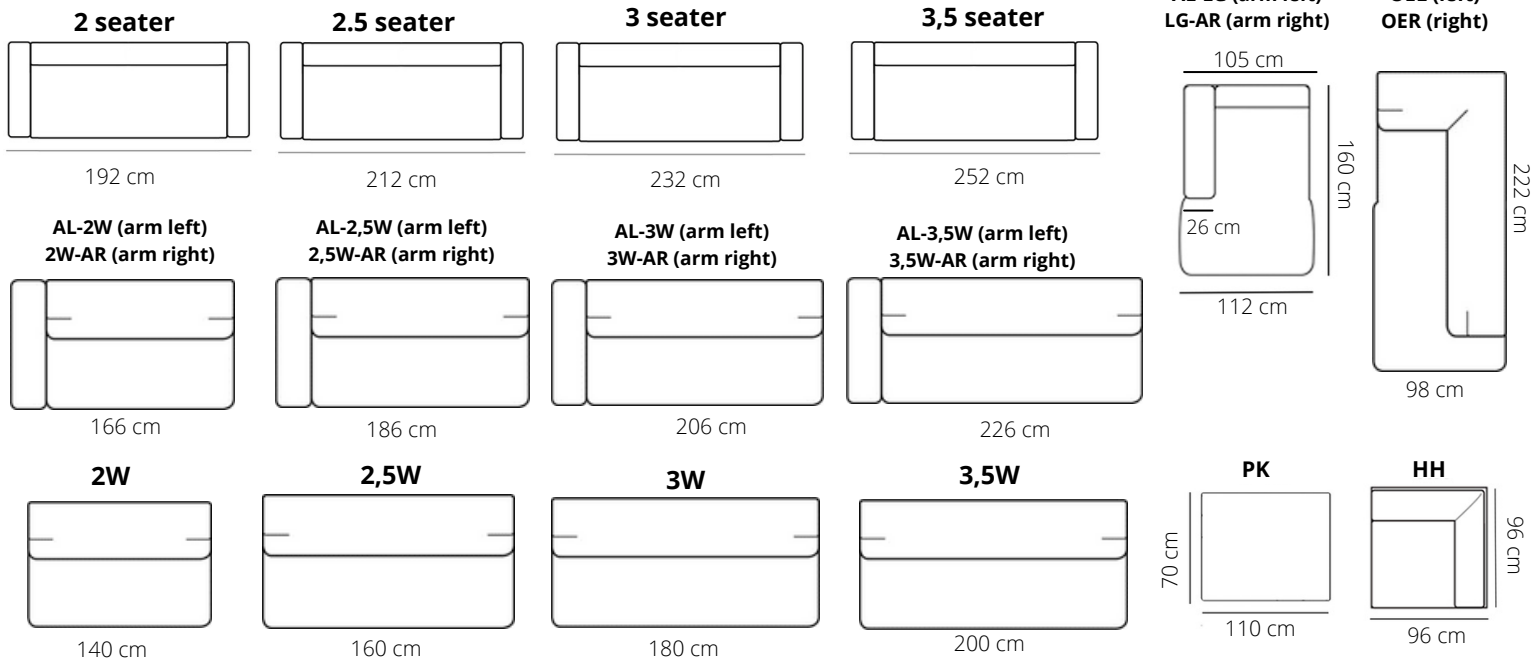 2 seater
192 cm
2.5 seater
212 cm
3 seater
232 cm
3,5 seater
252 cm
LG-AR (arm right)
105 cm
160 cm
26 cm
112 cm
OER (right)
222 cm
98 cm
AL-2W (arm left)
2W-AR (arm right)
166 cm
AL-2,5W (arm left)
2,5W-AR (arm right)
186 cm
AL-3W (arm left)
3W-AR (arm right)
206 cm
AL-3,5W (arm left)
3,5W-AR (arm right)
226 cm
2W
140 cm
2,5W
160 cm
3W
180 cm
3,5W
200 cm
PK
70 cm
110 cm
HH
96 cm
96 cm